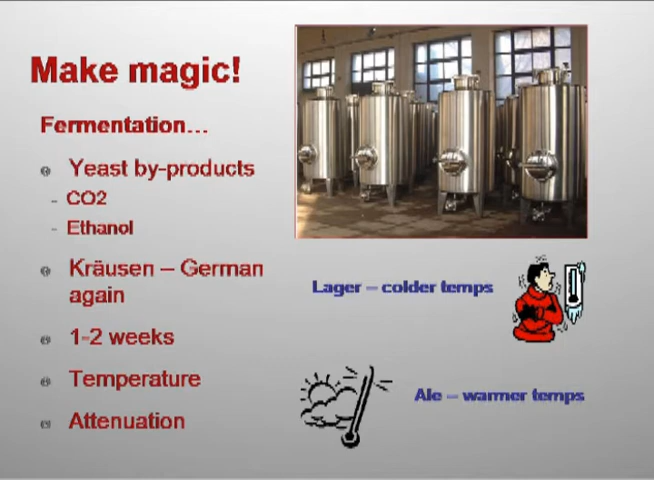 Make magic!
Fermentation...
Yeast by-products
- CO2
- Ethanol
Kräusen – German
again
1-2 weeks
Temperature
Attenuation
Lager – colder temps
Ale – warmer temps